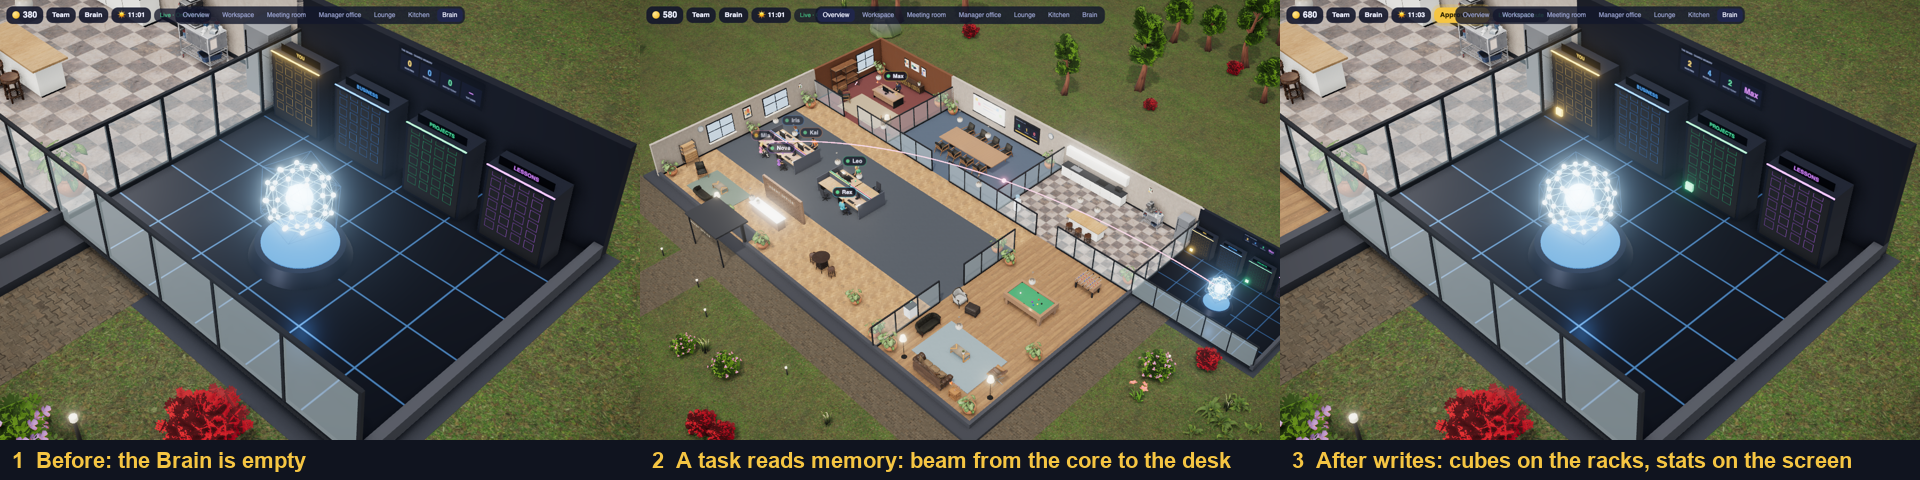 380 Team Brain 11:01 Live Overview Workspace Meeting room Manager office Lounge Kitchen Brain
YOU
BUSINESS
PROJECTS
LESSONS
0 0 0 –
1 Before: the Brain is empty
580 Team Brain 11:01 Live Overview Workspace Meeting room Manager office Lounge Kitchen Brain
Max
Iris
Mia
Kai
Nova
Leo
Rex
2 A task reads memory: beam from the core to the desk
680 Team Brain 11:03 Appr Overview Workspace Meeting room Manager office Lounge Kitchen Brain
YOU
BUSINESS
PROJECTS
LESSONS
2 4 2 Max
3 After writes: cubes on the racks, stats on the screen